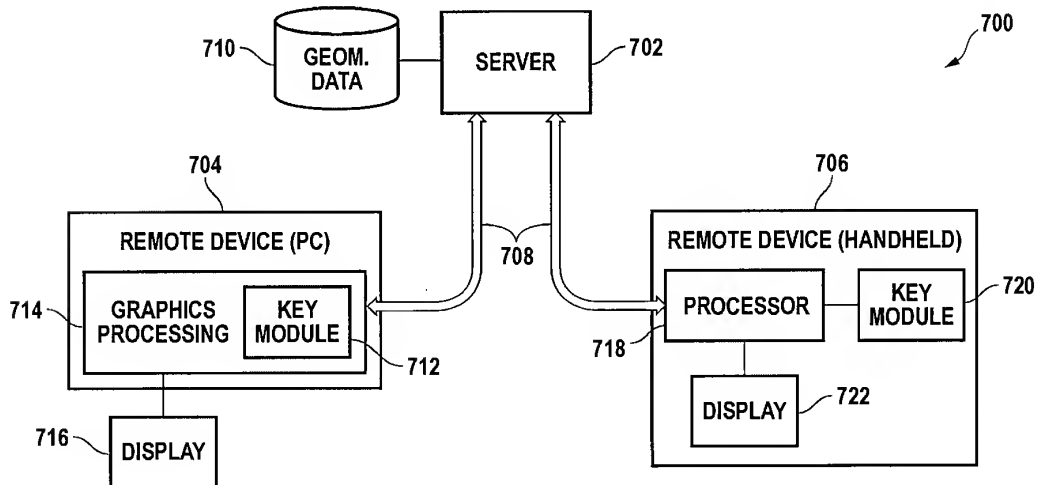 700
710
GEOM.
DATA
SERVER
702
704
706
REMOTE DEVICE (PC)
708
REMOTE DEVICE (HANDHELD)
714
GRAPHICS
PROCESSING
KEY
MODULE
712
PROCESSOR
718
KEY
MODULE
720
716
DISPLAY
DISPLAY
722